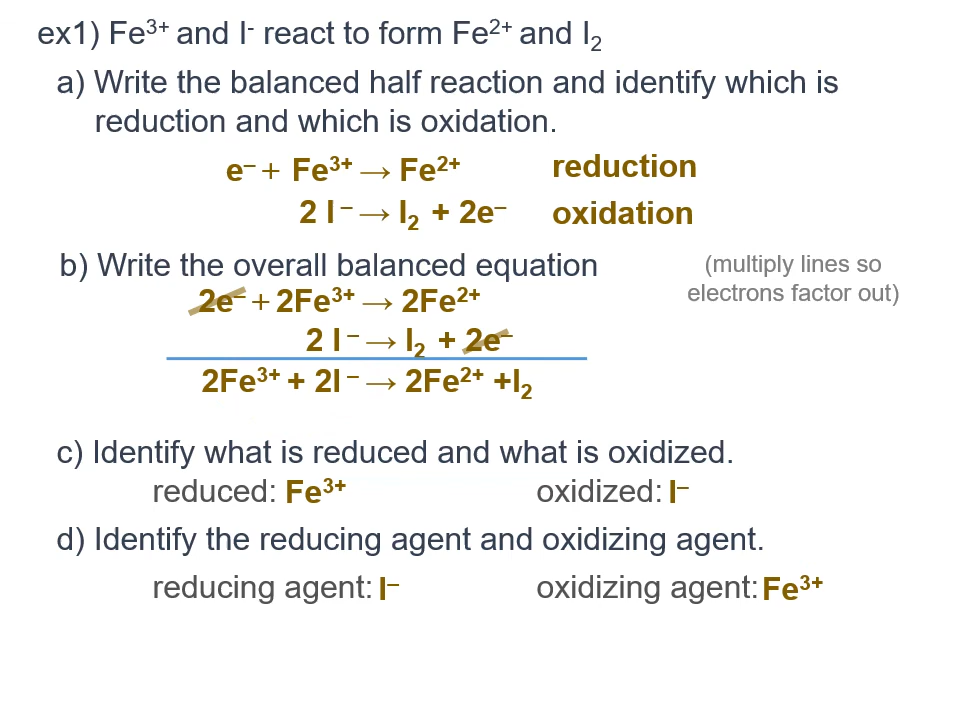 ex1) Fe³⁺ and I⁻ react to form Fe²⁺ and I₂
a) Write the balanced half reaction and identify which is
reduction and which is oxidation.
e⁻ + Fe³⁺ → Fe²⁺ reduction
2 I⁻ → I₂ + 2e⁻ oxidation
b) Write the overall balanced equation
(multiply lines so
electrons factor out)
2e⁻ + 2Fe³⁺ → 2Fe²⁺
2 I⁻ → I₂ + 2e⁻
2Fe³⁺ + 2I⁻ → 2Fe²⁺ +I₂
c) Identify what is reduced and what is oxidized.
reduced: Fe³⁺ oxidized: I⁻
d) Identify the reducing agent and oxidizing agent.
reducing agent: I⁻ oxidizing agent: Fe³⁺